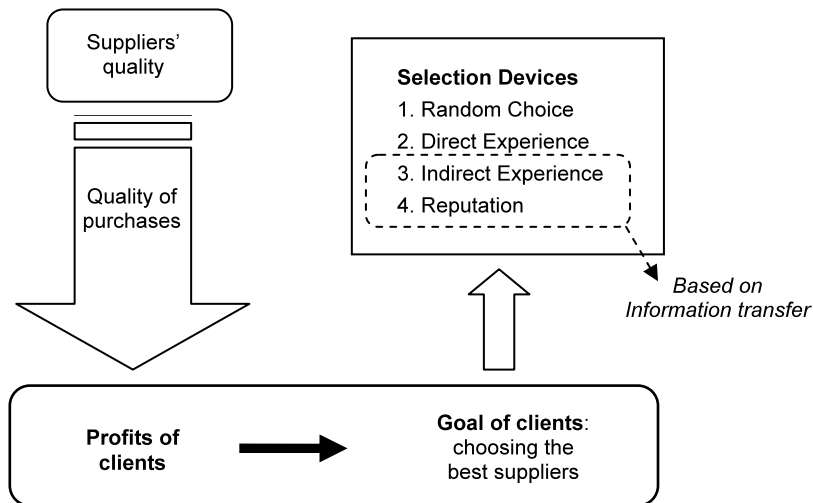 Suppliers’
quality
Quality of
purchases
Selection Devices
1. Random Choice
2. Direct Experience
3. Indirect Experience
4. Reputation
Based on
Information transfer
Profits of
clients
Goal of clients:
choosing the
best suppliers